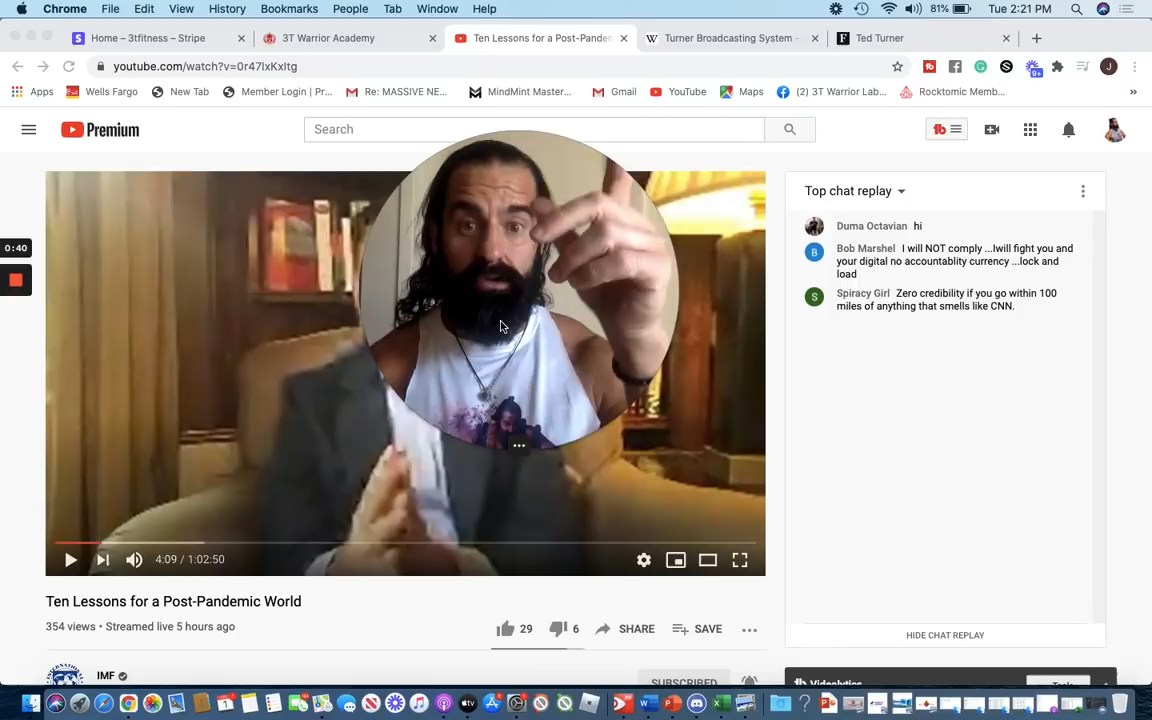 Chrome File Edit View History Bookmarks People Tab Window Help 81% Tue 2:21 PM
Home – 3tfitness – Stripe 3T Warrior Academy Ten Lessons for a Post-Pandem Turner Broadcasting System - Ted Turner
youtube.com/watch?v=0r47lxKxItg 9+ J
Apps Wells Fargo New Tab Member Login | Pr... Re: MASSIVE NE... MindMint Master... Gmail YouTube Maps (2) 3T Warrior Lab... Rocktomic Memb... »
Premium Search
Top chat replay
Duma Octavian hi
Bob Marshel I will NOT comply ...Iwill fight you and
your digital no accountablity currency ...lock and
load
Spiracy Girl Zero credibility if you go within 100
miles of anything that smells like CNN.
0:40
4:09 / 1:02:50
Ten Lessons for a Post-Pandemic World
354 views • Streamed live 5 hours ago
29 6 SHARE SAVE
HIDE CHAT REPLAY
IMF
SUBSCRIBED
Videolytics
Tools